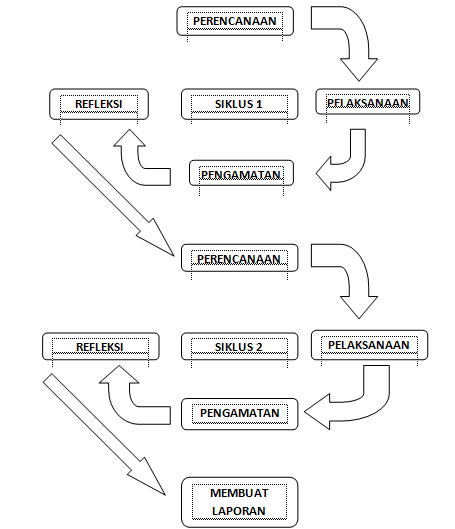 PERENCANAAN
REFLEKSI
SIKLUS 1
PELAKSANAAN
PENGAMATAN
PERENCANAAN
REFLEKSI
SIKLUS 2
PELAKSANAAN
PENGAMATAN
MEMBUAT
LAPORAN